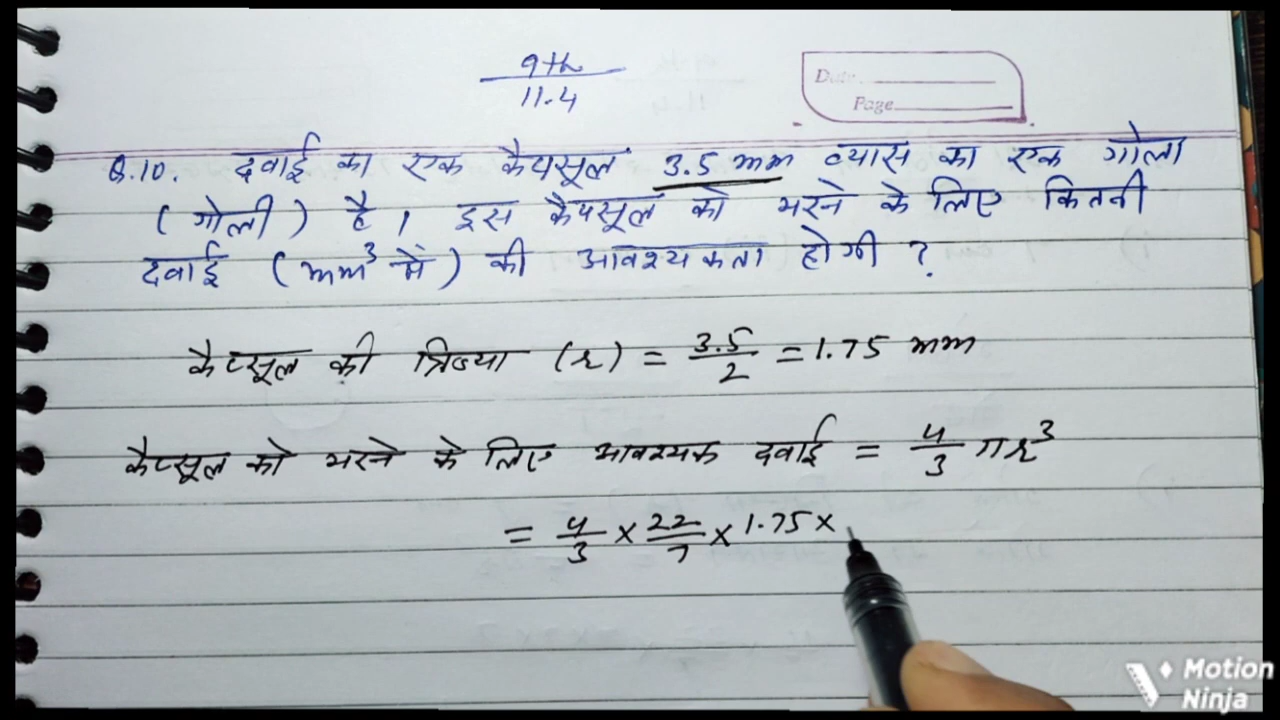 9th
11.4
Date
Page
Q.10. दवाई का एक कैपसूल 3.5 mm व्यास का एक गोला
(गोली) है, इस कैपसूल को भरने के लिए कितनी
दवाई (mm³ में) की आवश्यकता होगी ?
कैप्सूल की त्रिज्या (r) = 3.5/2 = 1.75 mm
कैप्सूल को भरने के लिए आवश्यक दवाई = 4/3 πr³
= 4/3 × 22/7 × 1.75 ×
Motion
Ninja